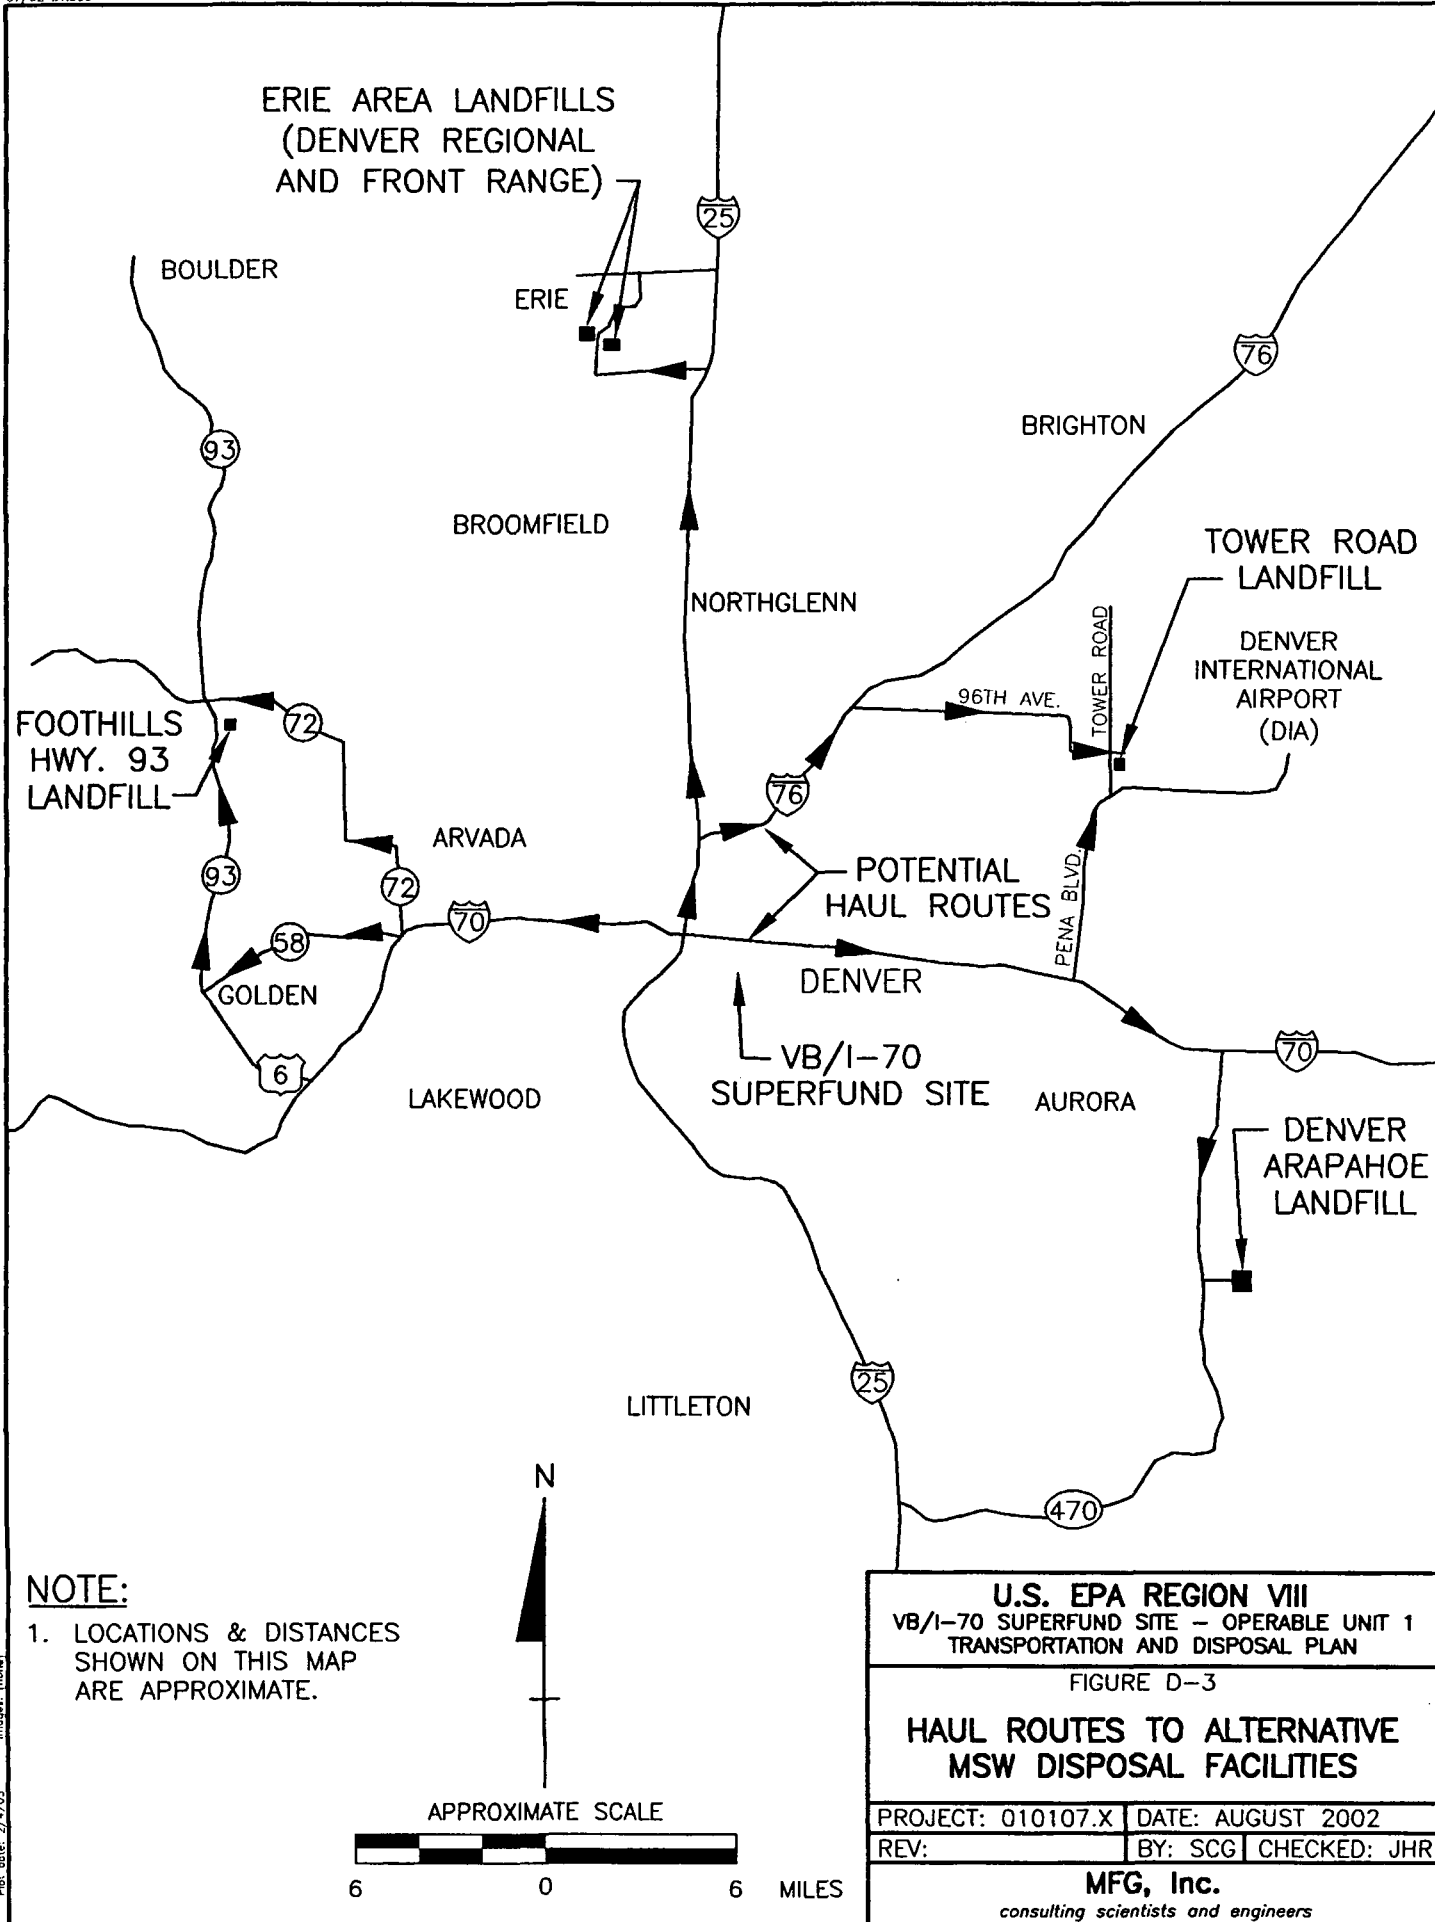 ERIE AREA LANDFILLS
(DENVER REGIONAL
AND FRONT RANGE)
25
BOULDER
ERIE
76
93
BRIGHTON
BROOMFIELD
TOWER ROAD
LANDFILL
NORTHGLENN
TOWER ROAD
DENVER
INTERNATIONAL
AIRPORT
(DIA)
96TH AVE.
FOOTHILLS
HWY. 93
LANDFILL
72
76
ARVADA
93
72
POTENTIAL
HAUL ROUTES
PENA BLVD.
70
58
DENVER
GOLDEN
VB/I-70
SUPERFUND SITE
6
70
LAKEWOOD
AURORA
DENVER
ARAPAHOE
LANDFILL
25
LITTLETON
470
N
NOTE:
1. LOCATIONS & DISTANCES
SHOWN ON THIS MAP
ARE APPROXIMATE.
APPROXIMATE SCALE
6 0 6 MILES
U.S. EPA REGION VIII
VB/I-70 SUPERFUND SITE - OPERABLE UNIT 1
TRANSPORTATION AND DISPOSAL PLAN
FIGURE D-3
HAUL ROUTES TO ALTERNATIVE
MSW DISPOSAL FACILITIES
PROJECT: 010107.X DATE: AUGUST 2002
REV: BY: SCG CHECKED: JHR
MFG, Inc.
consulting scientists and engineers